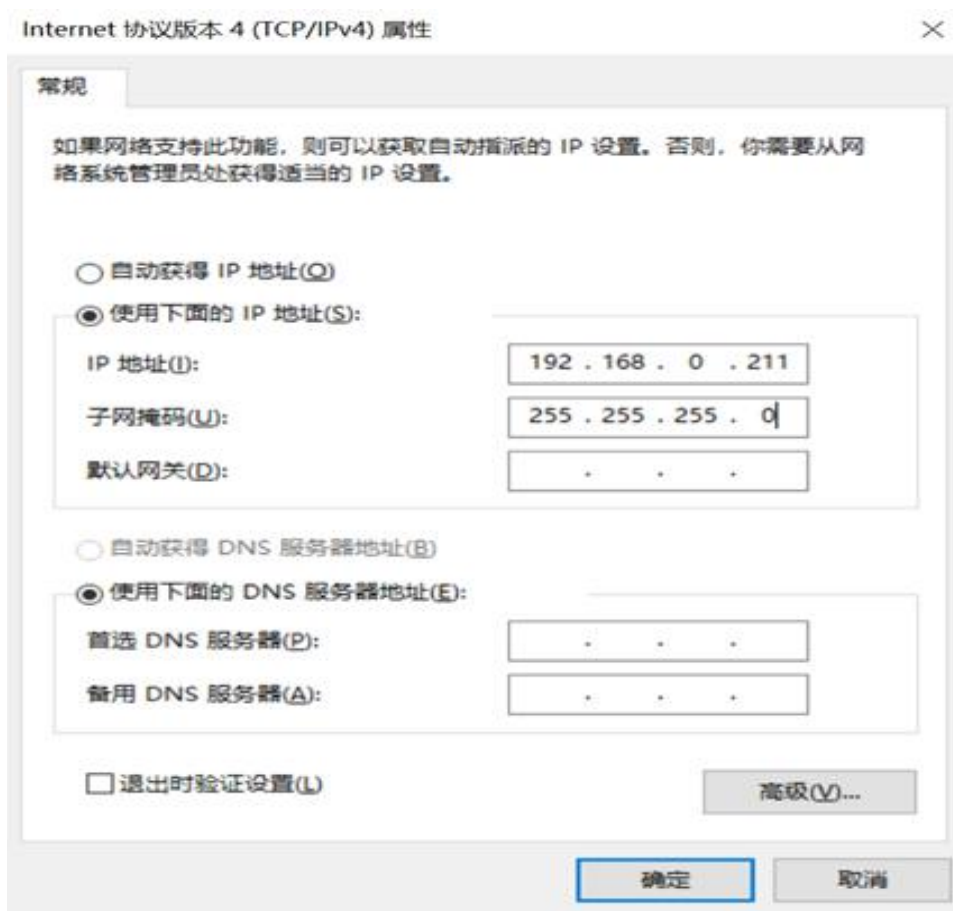 Internet 协议版本 4 (TCP/IPv4) 属性
常规
如果网络支持此功能，则可以获取自动指派的 IP 设置。否则，你需要从网
络系统管理员处获得适当的 IP 设置。
自动获得 IP 地址(O)
使用下面的 IP 地址(S):
IP 地址(I): 192 . 168 . 0 . 211
子网掩码(U): 255 . 255 . 255 . 0
默认网关(D): . . .
自动获得 DNS 服务器地址(B)
使用下面的 DNS 服务器地址(E):
首选 DNS 服务器(P): . . .
备用 DNS 服务器(A): . . .
退出时验证设置(L)
高级(V)...
确定 取消